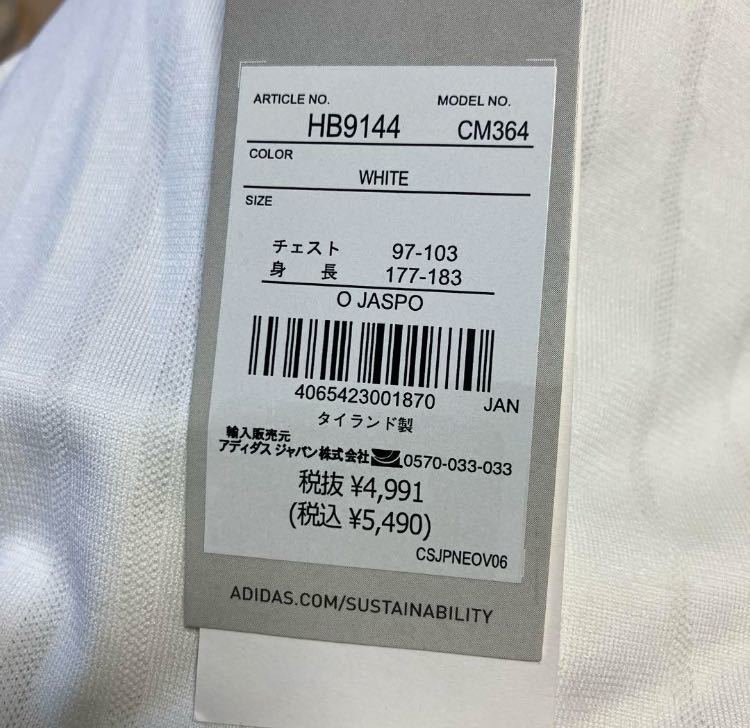 ARTICLE NO. MODEL NO.
HB9144 CM364
COLOR
WHITE
SIZE
チェスト 97-103
身 長 177-183
O JASPO
4065423001870 JAN
タイランド製
輸入販売元
アディダス ジャパン株式会社 0570-033-033
税抜 ¥4,991
(税込 ¥5,490)
CSJPNEOV06
ADIDAS.COM/SUSTAINABILITY